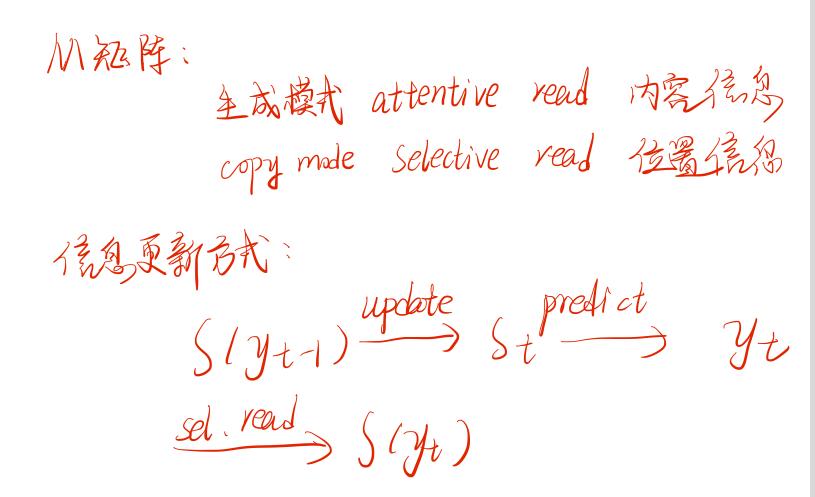 M矩阵：
生成模式 attentive read 内容信息
copy mode selective read 位置信息
信息更新方式：
S(y_{t-1}) \xrightarrow{update} S_t \xrightarrow{predict} y_t
\xrightarrow{sel. read} S(y_t)